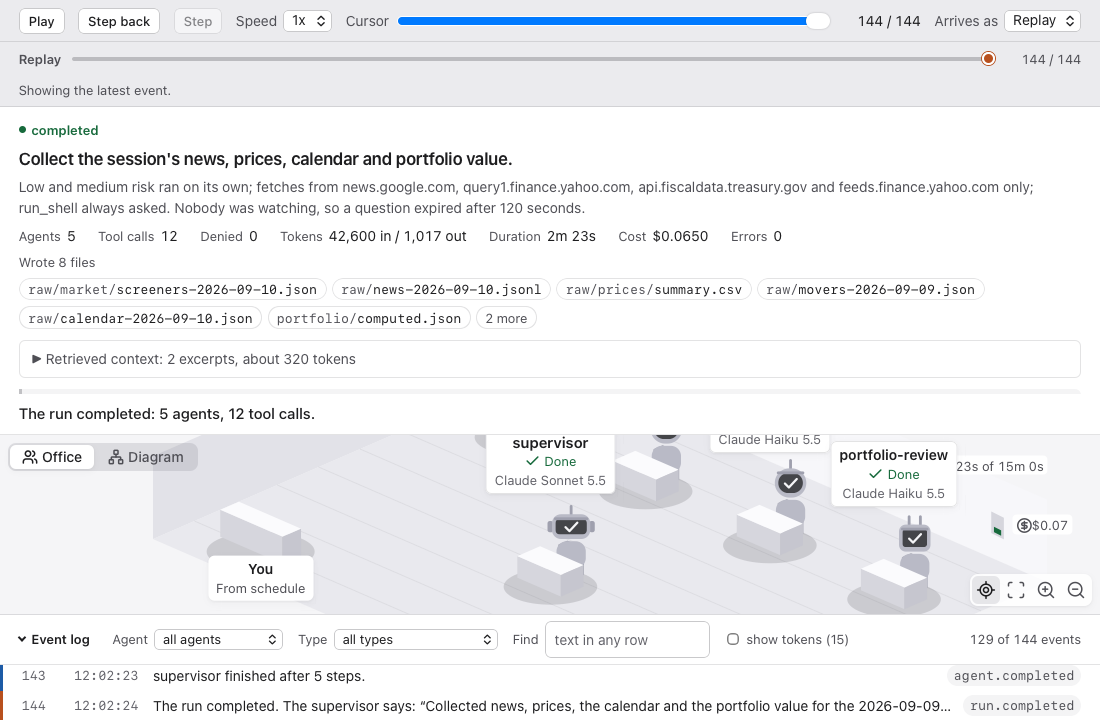 Play Step back Step Speed 1x Cursor 144 / 144 Arrives as Replay
Replay 144 / 144
Showing the latest event.
completed
Collect the session's news, prices, calendar and portfolio value.
Low and medium risk ran on its own; fetches from news.google.com, query1.finance.yahoo.com, api.fiscaldata.treasury.gov and feeds.finance.yahoo.com only;
run_shell always asked. Nobody was watching, so a question expired after 120 seconds.
Agents 5 Tool calls 12 Denied 0 Tokens 42,600 in / 1,017 out Duration 2m 23s Cost $0.0650 Errors 0
Wrote 8 files
raw/market/screeners-2026-09-10.json raw/news-2026-09-10.jsonl raw/prices/summary.csv raw/movers-2026-09-09.json
raw/calendar-2026-09-10.json portfolio/computed.json 2 more
Retrieved context: 2 excerpts, about 320 tokens
The run completed: 5 agents, 12 tool calls.
Office Diagram
supervisor
Done
Claude Sonnet 5.5
Claude Haiku 5.5
portfolio-review
Done
Claude Haiku 5.5
23s of 15m 0s
$0.07
You
From schedule
Event log Agent all agents Type all types Find text in any row show tokens (15) 129 of 144 events
143 12:02:23 supervisor finished after 5 steps. agent.completed
144 12:02:24 The run completed. The supervisor says: “Collected news, prices, the calendar and the portfolio value for the 2026-09-09... run.completed